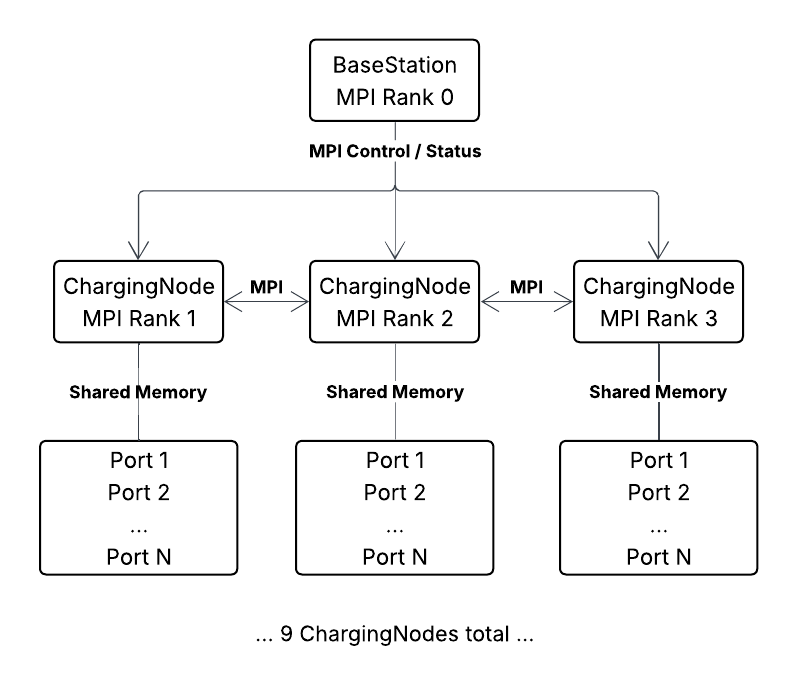 BaseStation
MPI Rank 0
MPI Control / Status
ChargingNode
MPI Rank 1
MPI
ChargingNode
MPI Rank 2
MPI
ChargingNode
MPI Rank 3
Shared Memory
Shared Memory
Shared Memory
Port 1
Port 2
...
Port N
Port 1
Port 2
...
Port N
Port 1
Port 2
...
Port N
... 9 ChargingNodes total ...